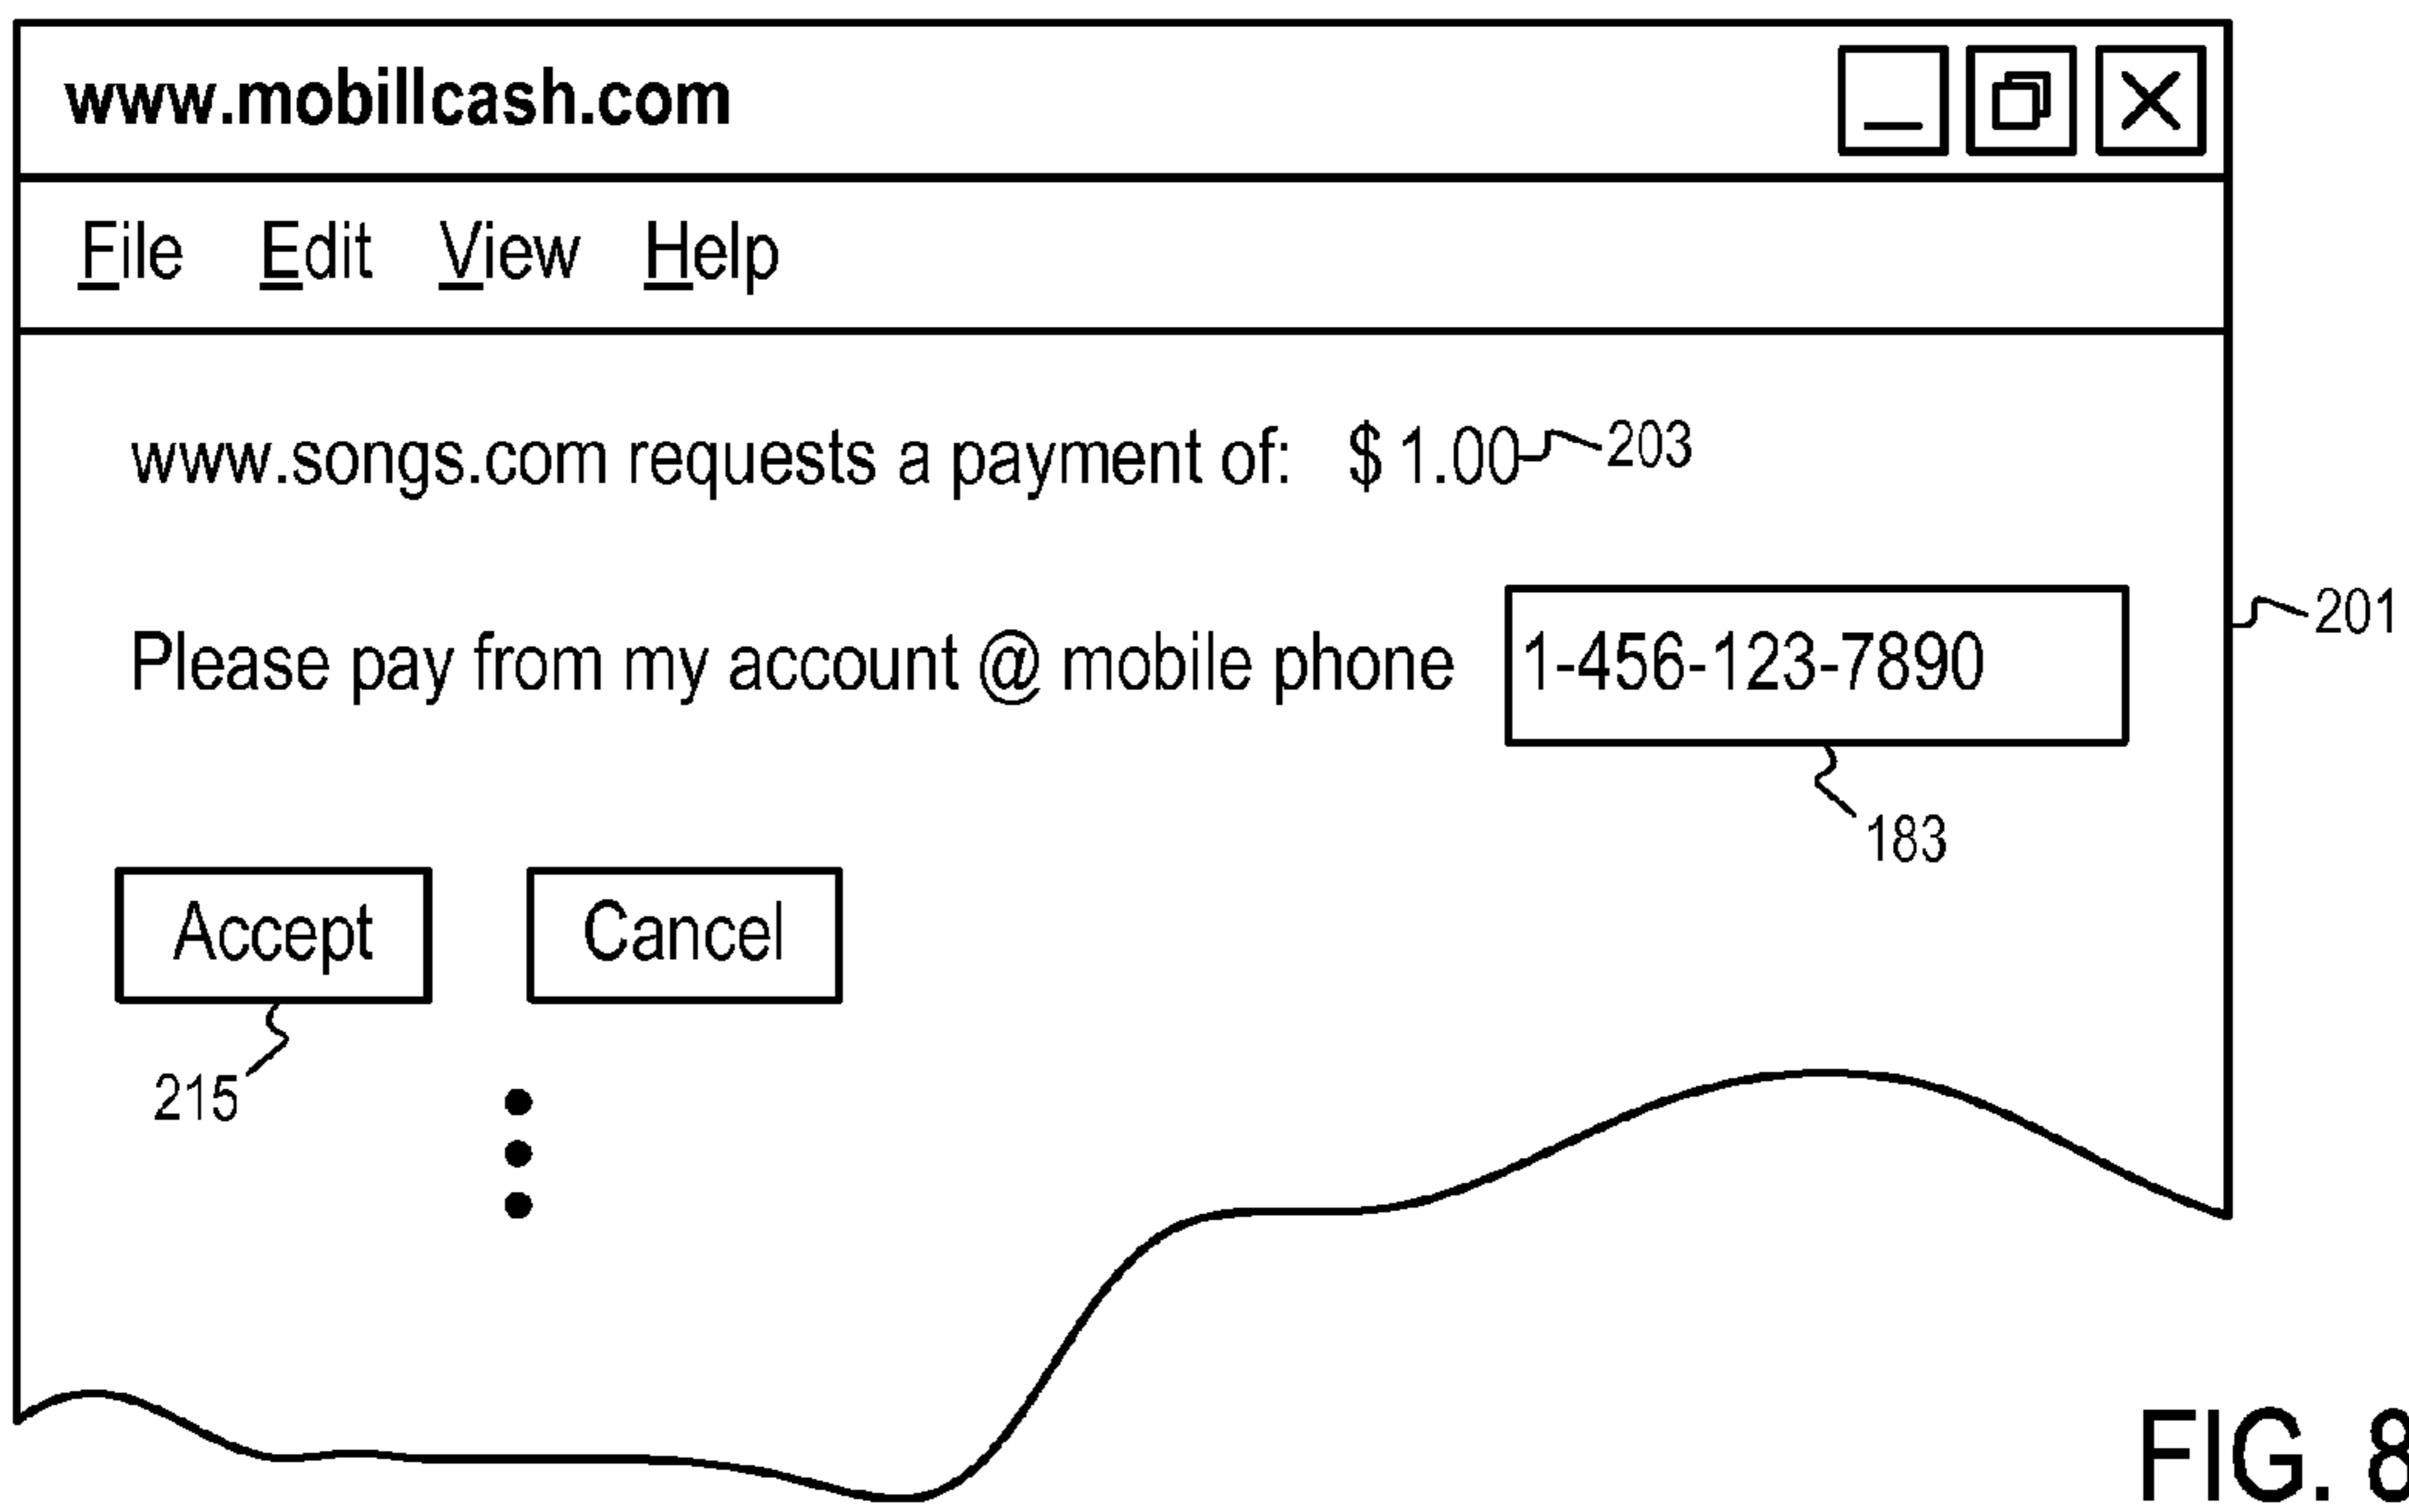 www.mobillcash.com
File Edit View Help
www.songs.com requests a payment of: $ 1.00 203
Please pay from my account @ mobile phone 1-456-123-7890
201
183
Accept Cancel
215
FIG. 8